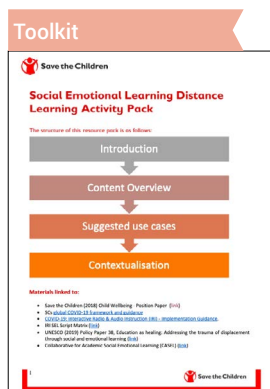 Toolkit
Save the Children
Social Emotional Learning Distance
Learning Activity Pack
The structure of this resource pack is as follows:
Introduction
Content Overview
Suggested use cases
Contextualisation
Materials linked to:
• Save the Children (2018) Child Wellbeing Position Paper (link)
• SCs global COVID-19 framework and guidance
• COVID-19: Interactive Radio & Audio Instruction (IRI) - Implementation Guidance.
• IRI SEL Script Matrix (link)
• UNESCO (2019) Policy Paper 38; Education as healing: Addressing the trauma of displacement
through social and emotional learning (link)
• Collaborative for Academic Social Emotional Learning (CASEL) (link)
1
Save the Children